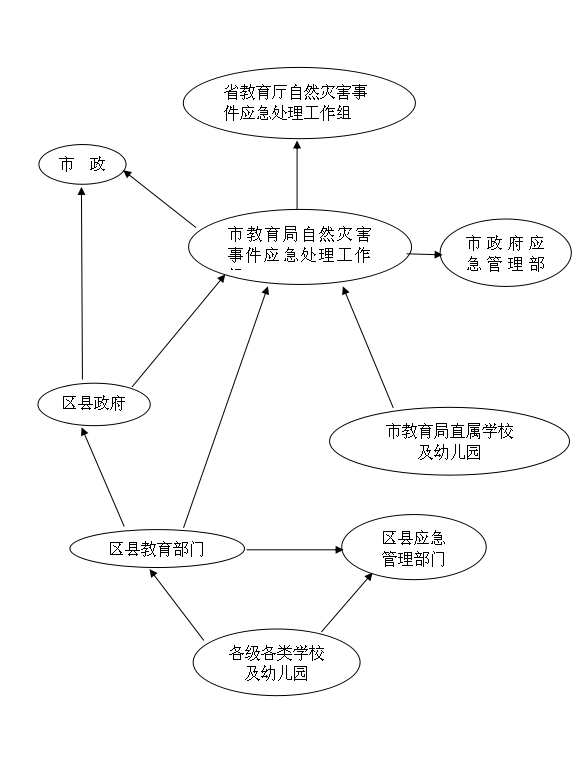 省教育厅自然灾害事
件应急处理工作组
市 政
市教育局自然灾害
事件应急处理工作
市政府应
急管理部
区县政府
市教育局直属学校
及幼儿园
区县教育部门
区县应急
管理部门
各级各类学校
及幼儿园